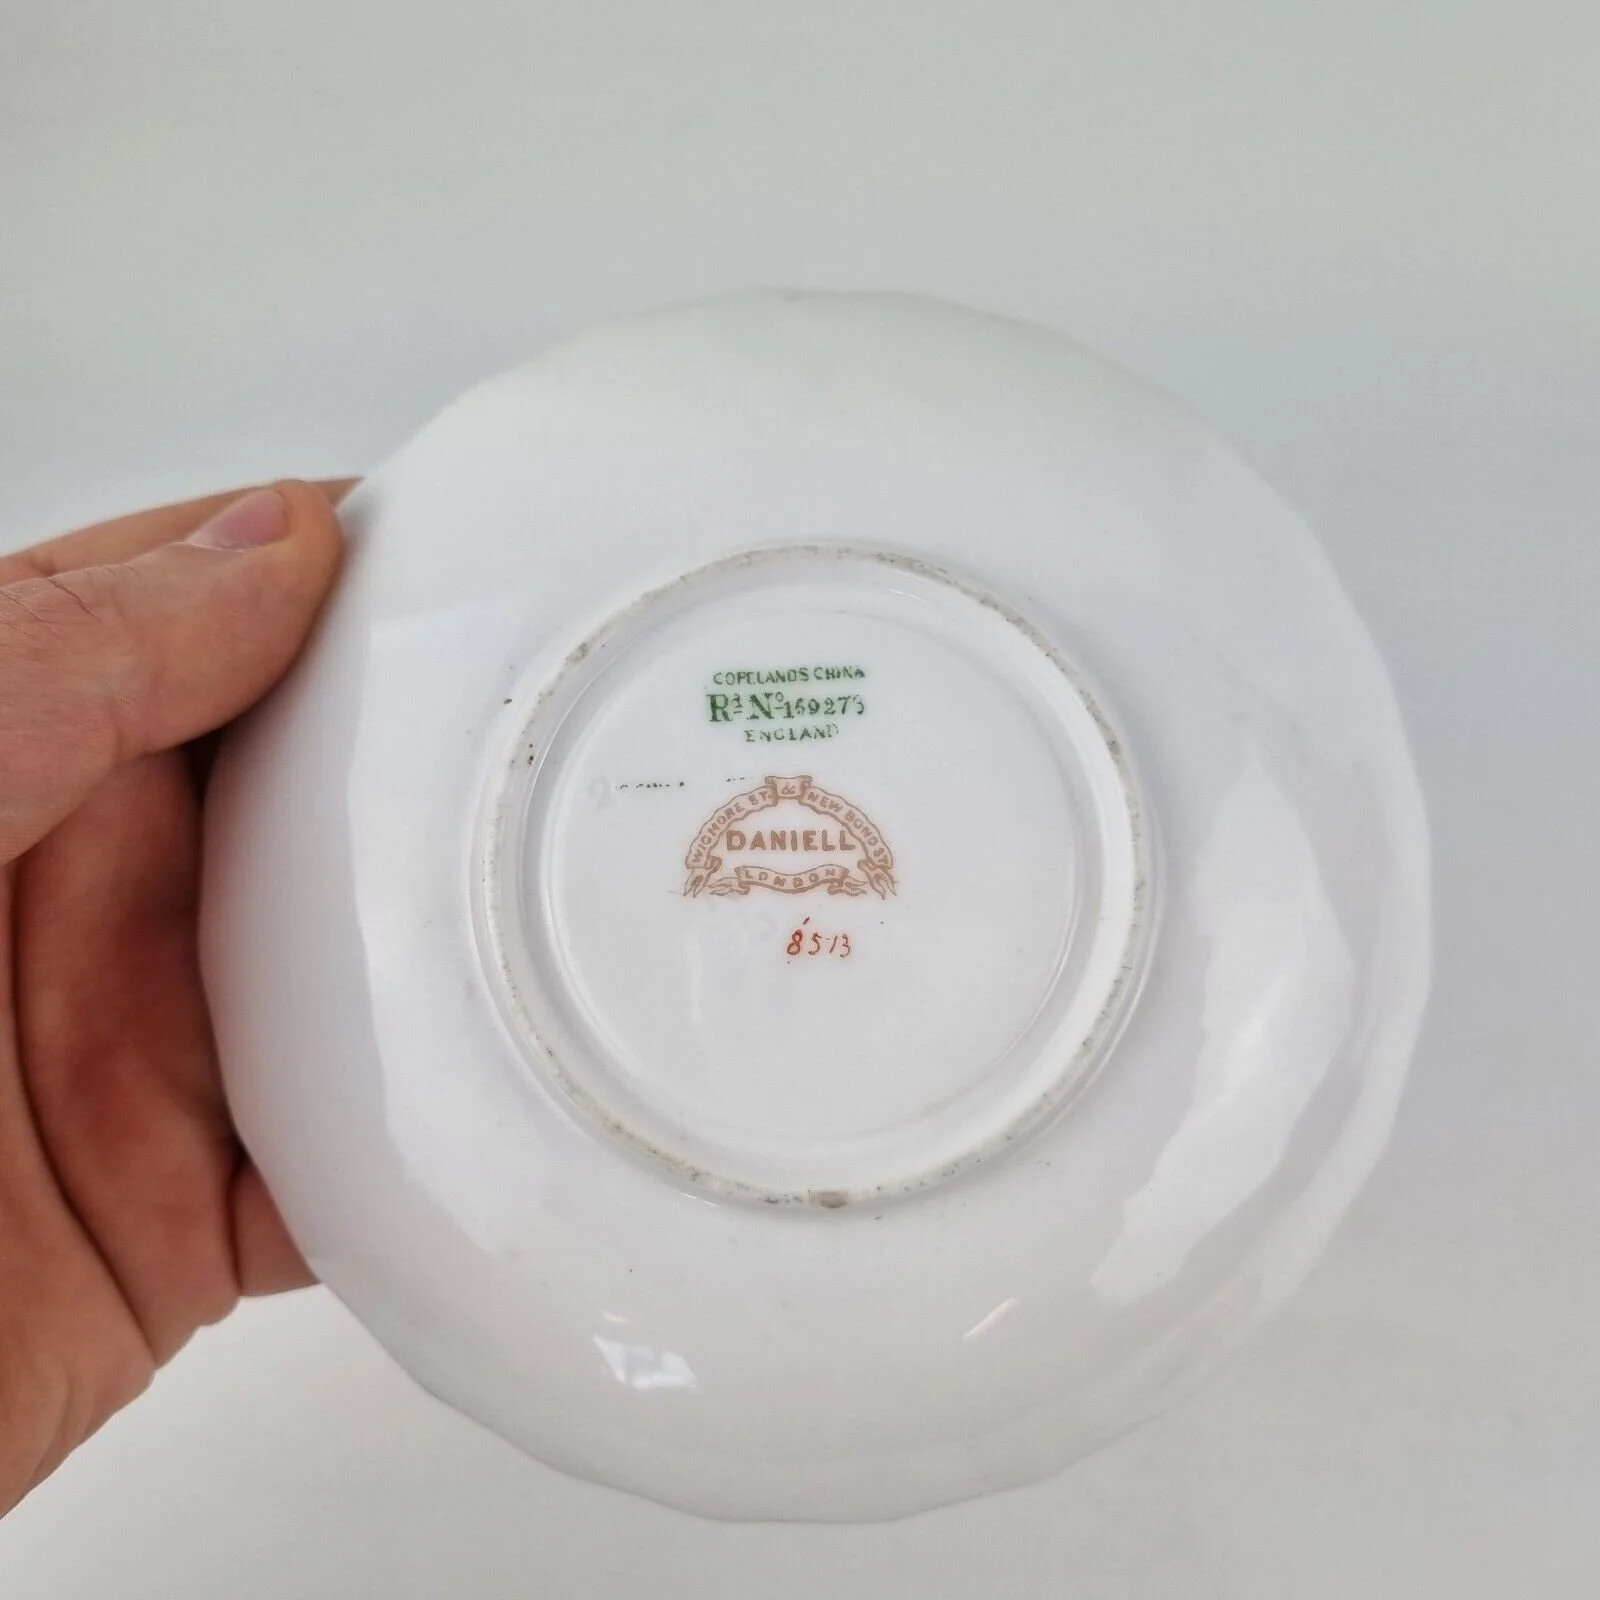 COPELANDS CHINA
Rd No 169273
ENGLAND
WIGMORE ST. & NEW BOND ST.
DANIELL
LONDON
8513